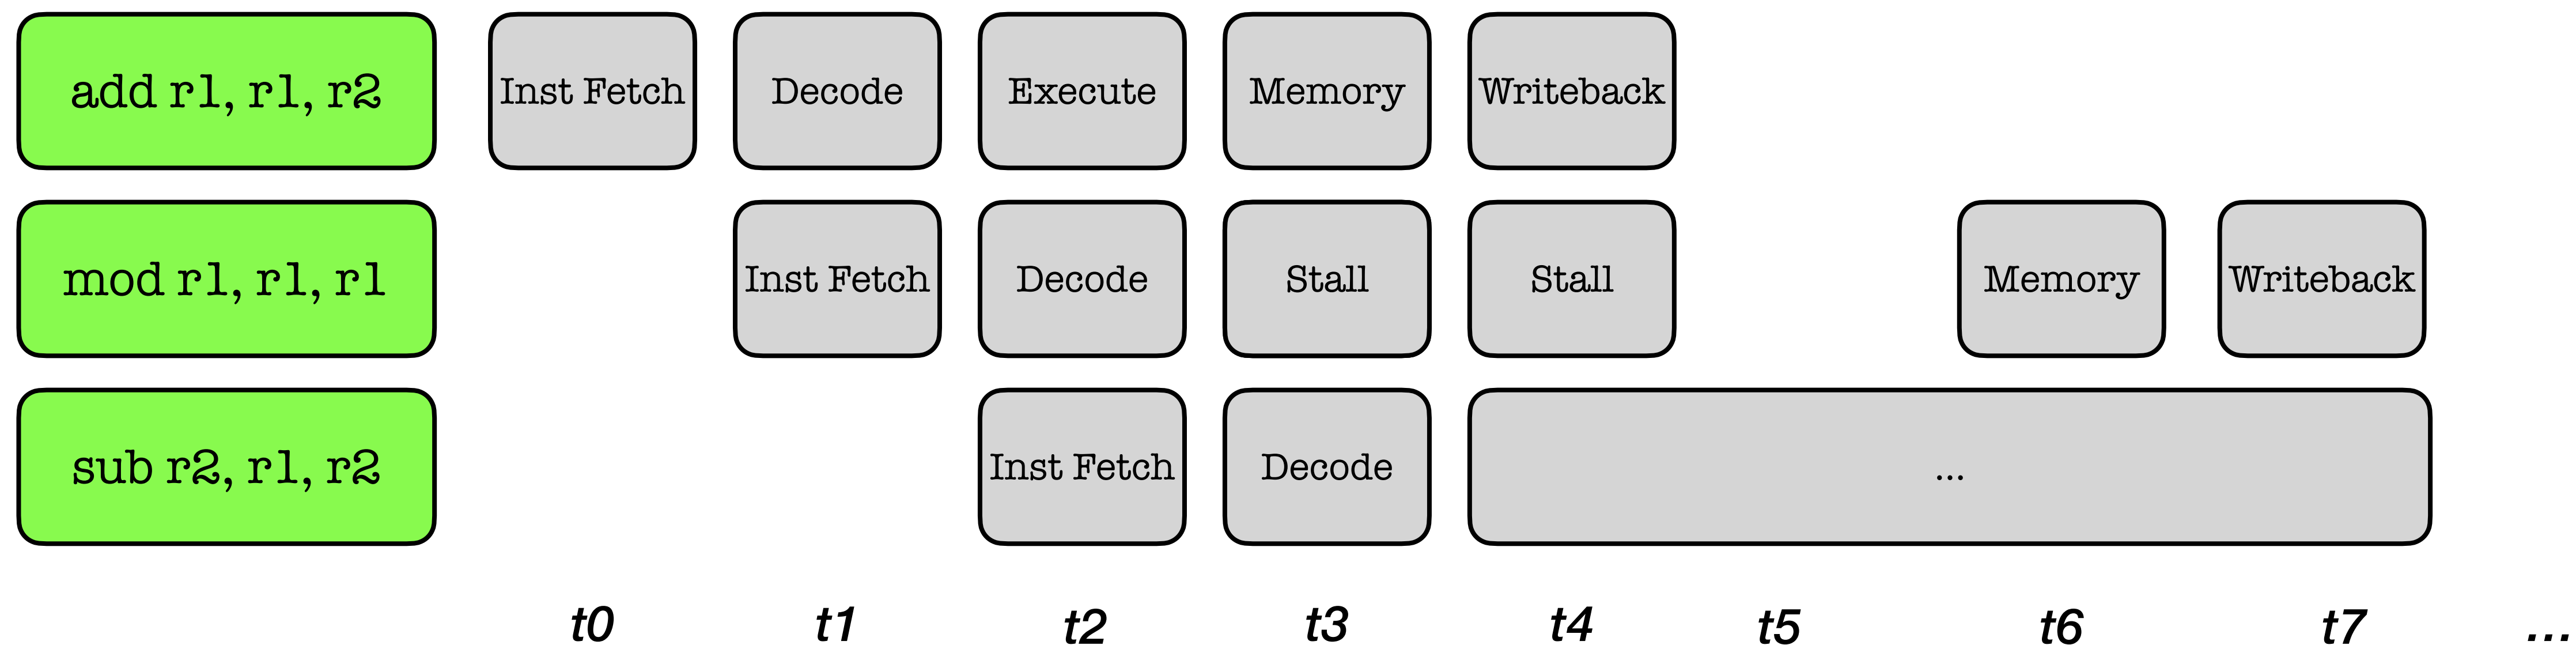 add r1, r1, r2 Inst Fetch Decode Execute Memory Writeback
mod r1, r1, r1 Inst Fetch Decode Stall Stall Memory Writeback
sub r2, r1, r2 Inst Fetch Decode ...
t0 t1 t2 t3 t4 t5 t6 t7 ...